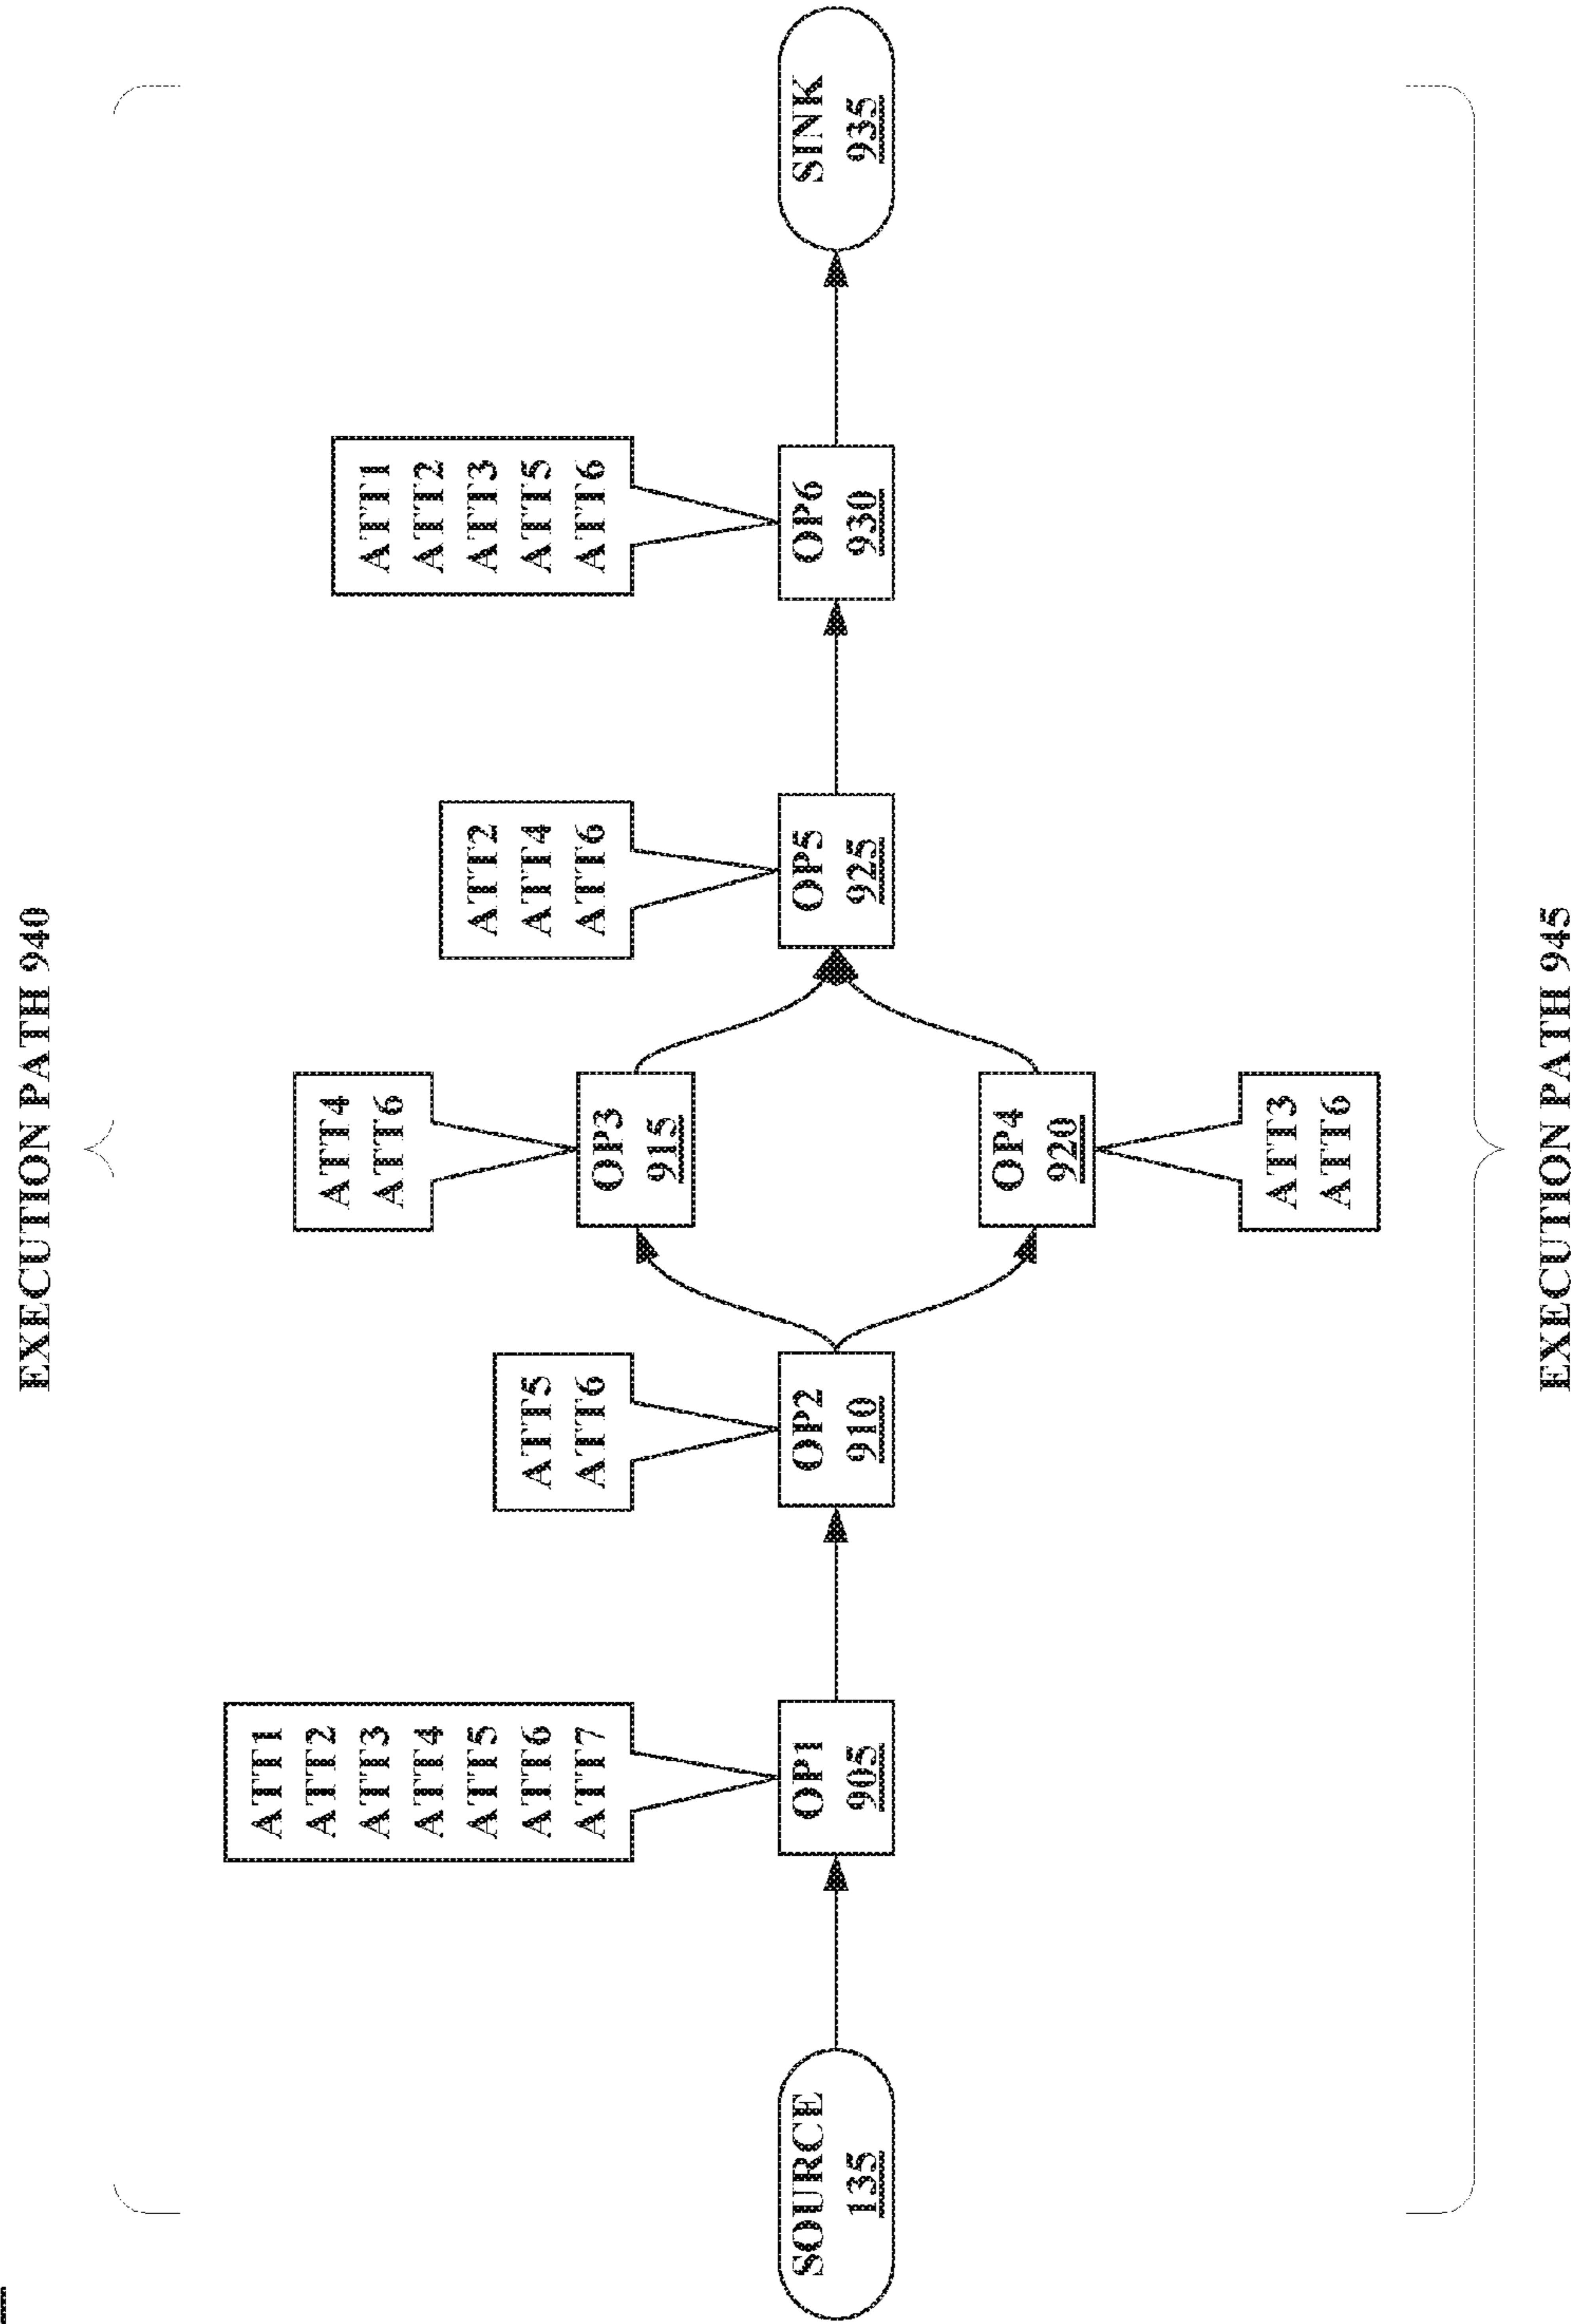 EXECUTION PATH 940
ATT1
ATT2
ATT3
ATT4
ATT5
ATT6
ATT7
ATT5
ATT6
ATT4
ATT6
ATT2
ATT4
ATT6
ATT1
ATT2
ATT3
ATT5
ATT6
SOURCE
135
OP1
905
OP2
910
OP3
915
OP4
920
OP5
925
OP6
930
SINK
935
ATT3
ATT6
EXECUTION PATH 945